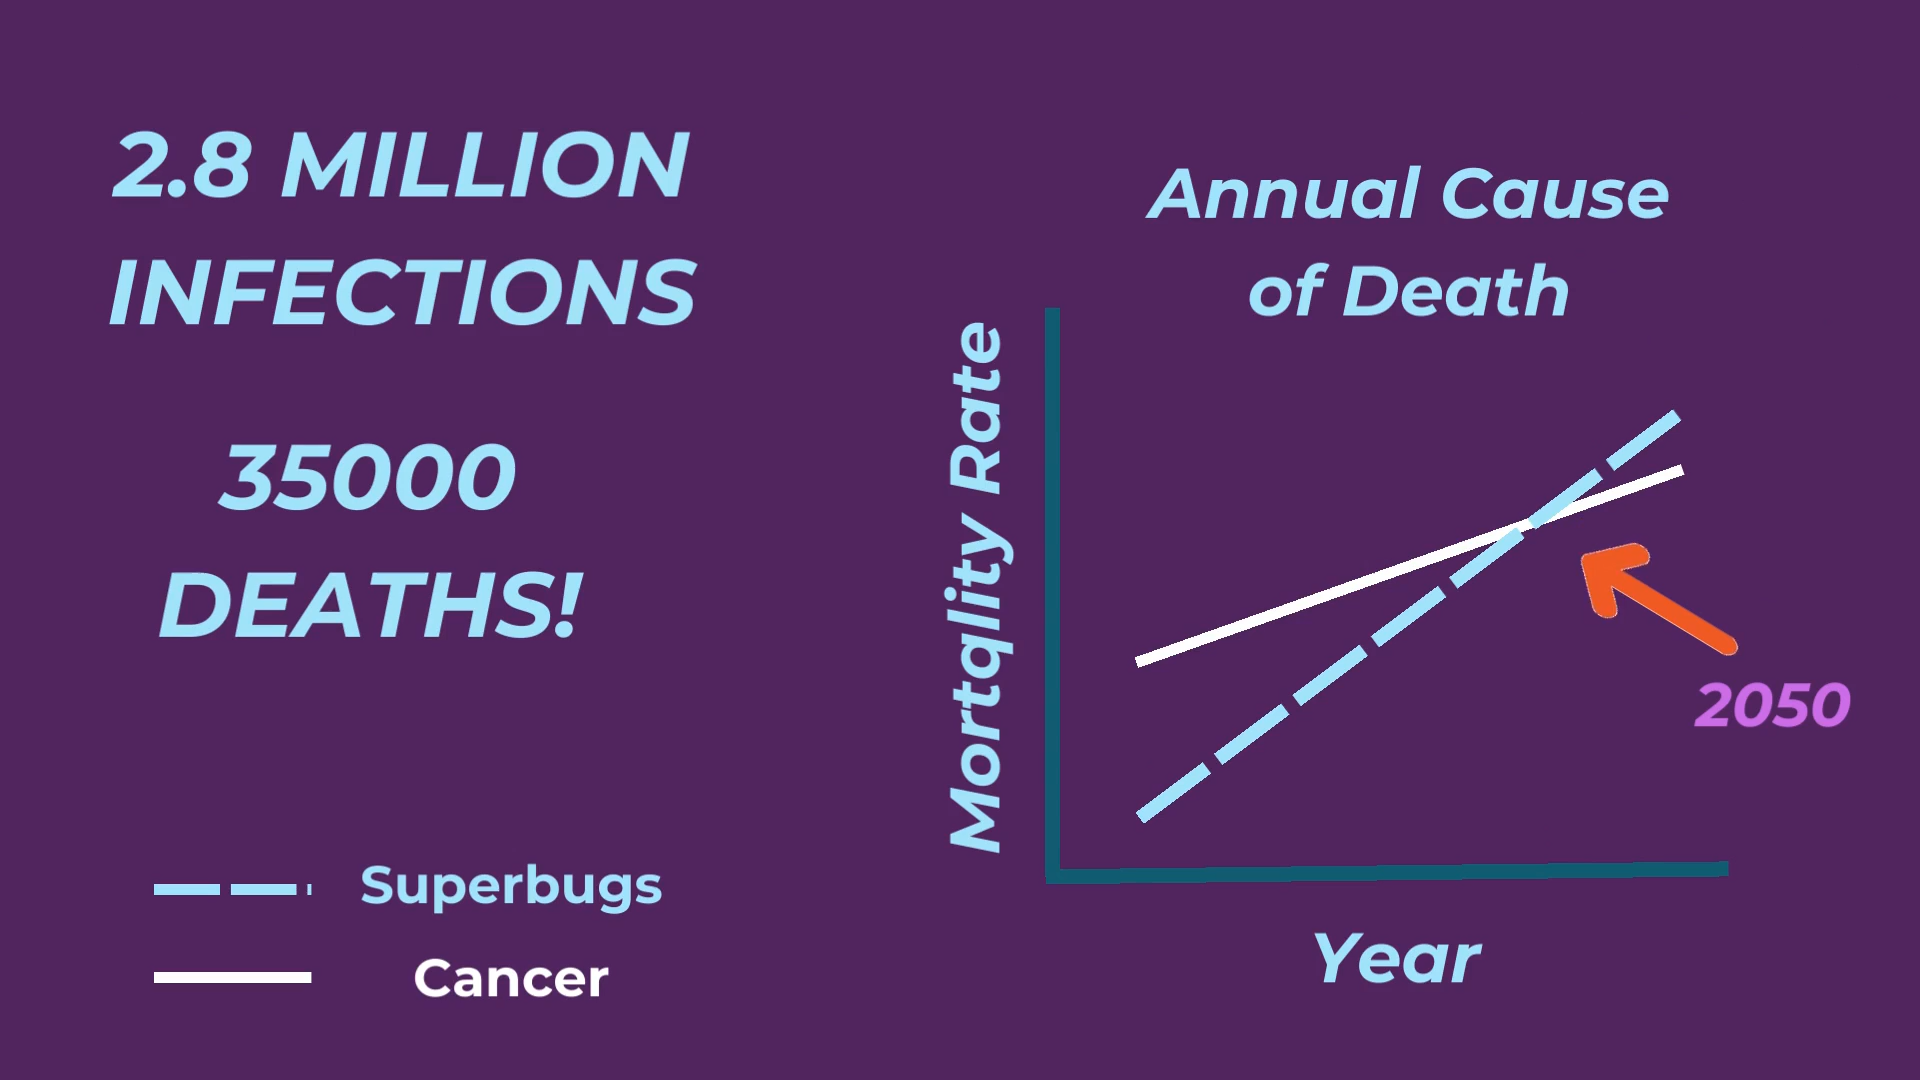 2.8 MILLION
INFECTIONS
35000
DEATHS!
Superbugs
Cancer
Annual Cause
of Death
Mortqlity Rate
2050
Year